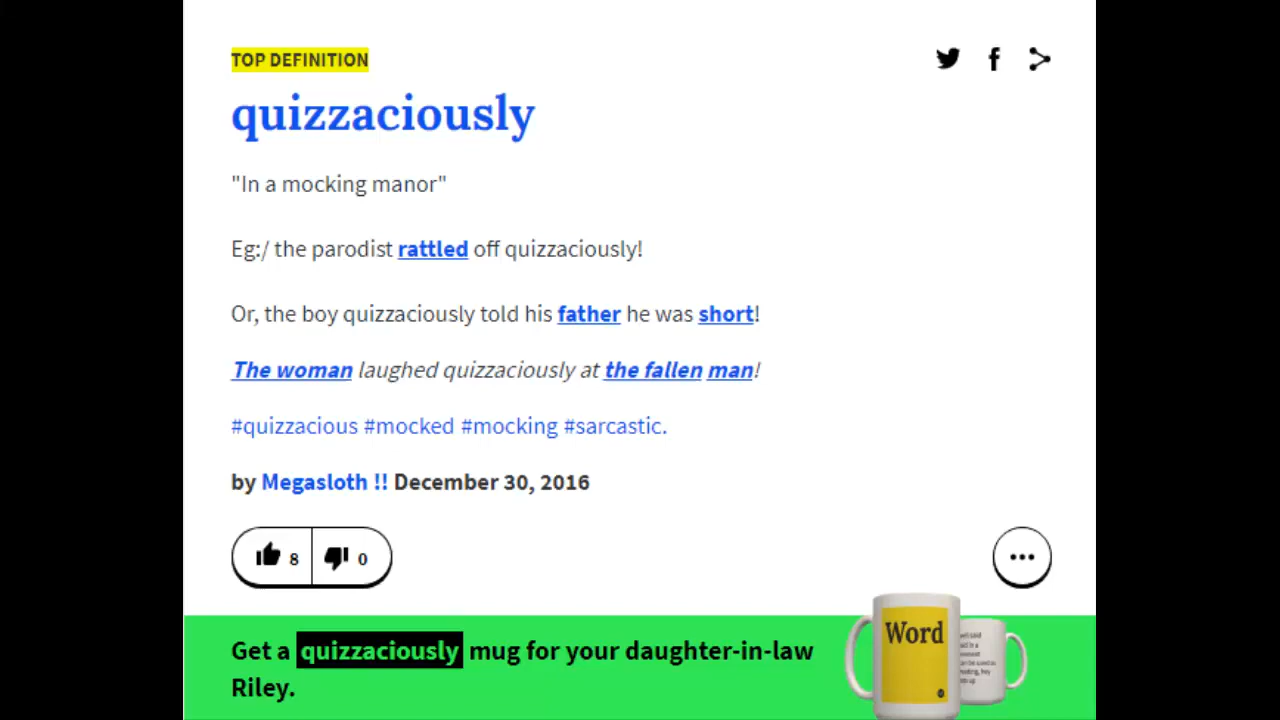 TOP DEFINITION
quizzaciously
"In a mocking manor"
Eg:/ the parodist rattled off quizzaciously!
Or, the boy quizzaciously told his father he was short!
The woman laughed quizzaciously at the fallen man!
#quizzacious #mocked #mocking #sarcastic.
by Megasloth !! December 30, 2016
8 0
Get a quizzaciously mug for your daughter-in-law
Riley.
Word